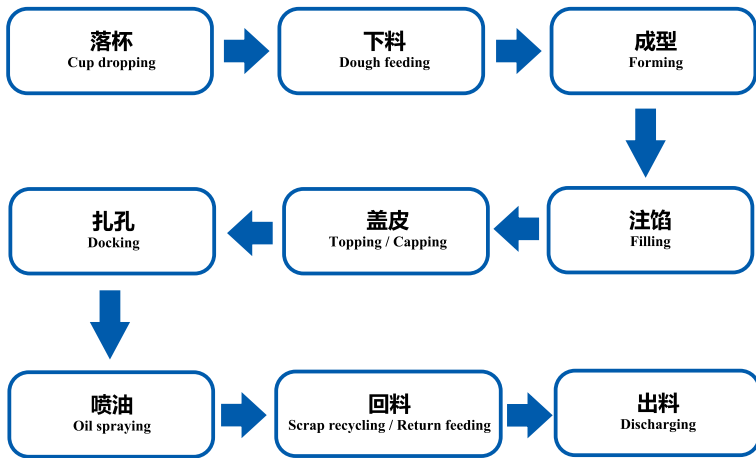 落杯
Cup dropping
下料
Dough feeding
成型
Forming
注馅
Filling
盖皮
Topping / Capping
扎孔
Docking
喷油
Oil spraying
回料
Scrap recycling / Return feeding
出料
Discharging